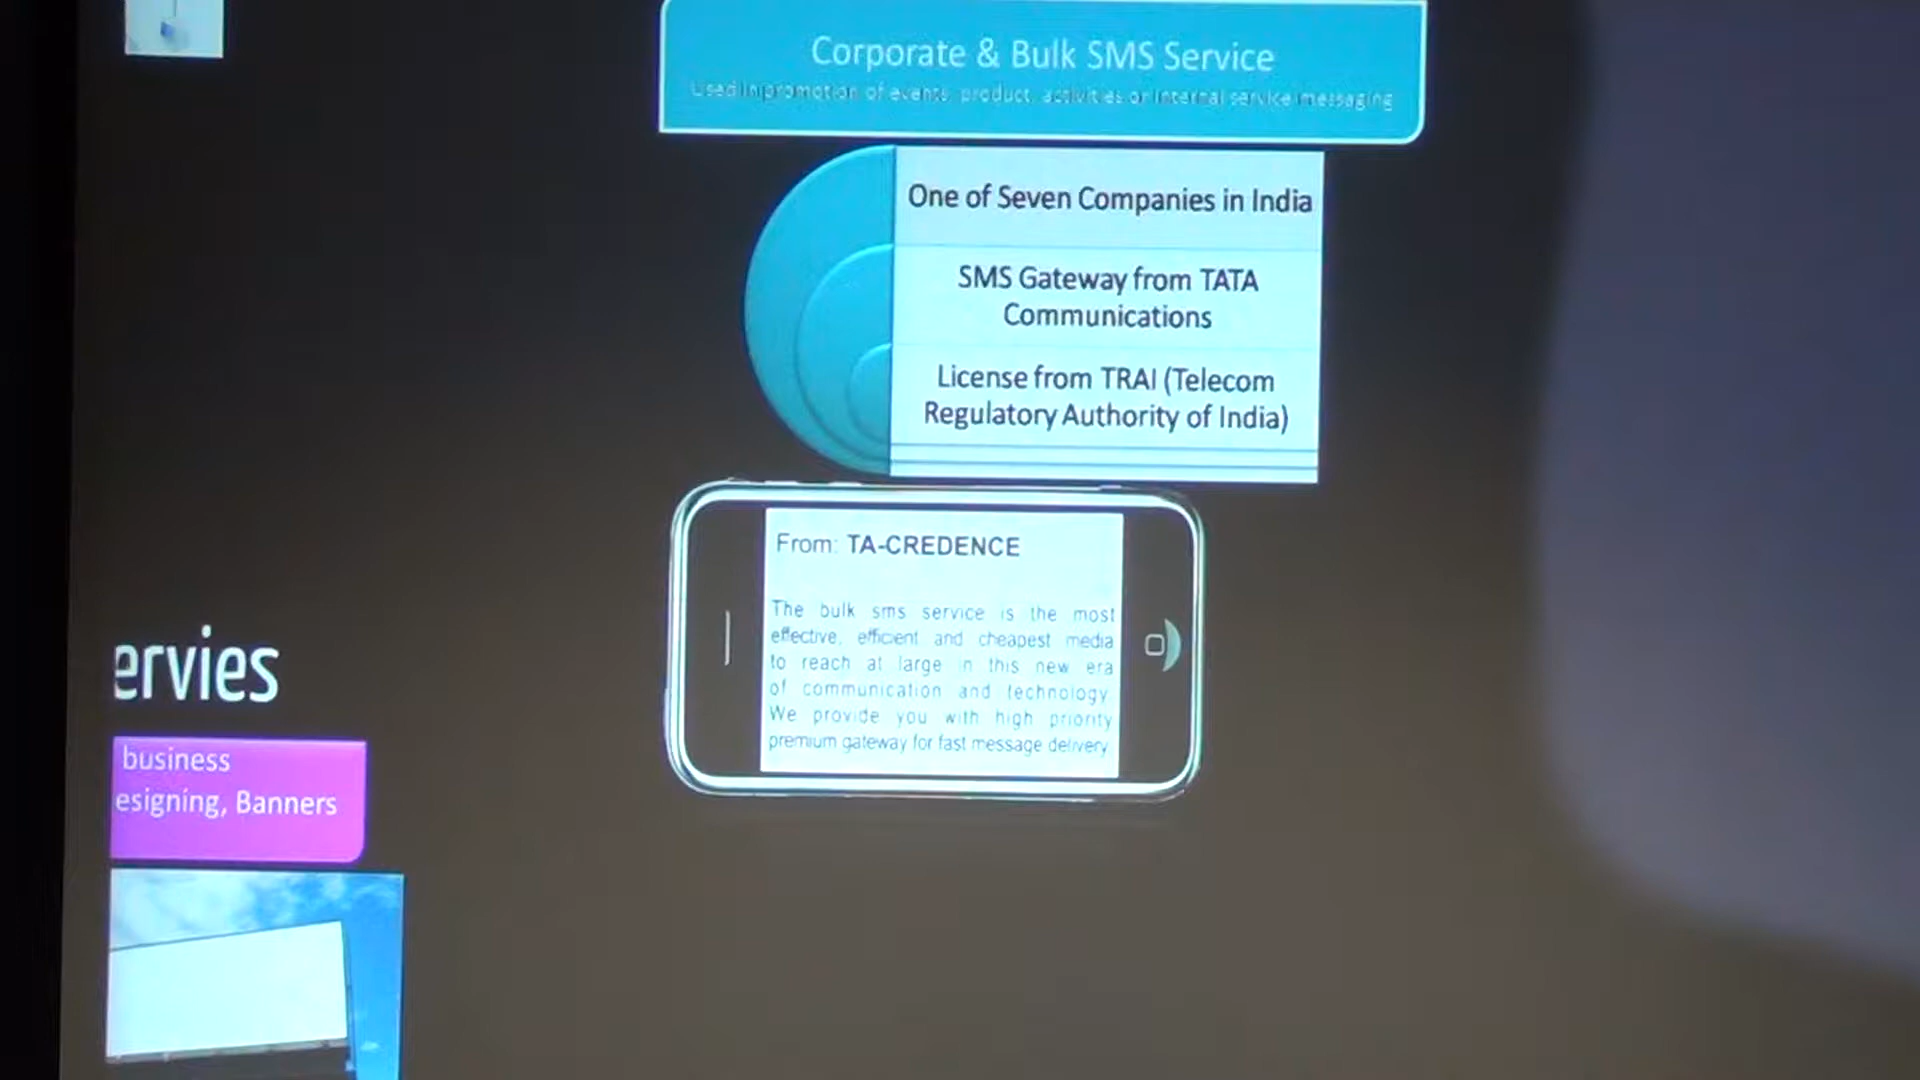 Corporate & Bulk SMS Service
Used in promotion of events, product, activities or internal service messaging
One of Seven Companies in India
SMS Gateway from TATA
Communications
License from TRAI (Telecom
Regulatory Authority of India)
From: TA-CREDENCE
The bulk sms service is the most
effective, efficient and cheapest media
to reach at large in this new era
of communication and technology.
We provide you with high priority
premium gateway for fast message delivery
ervies
business
esigning, Banners